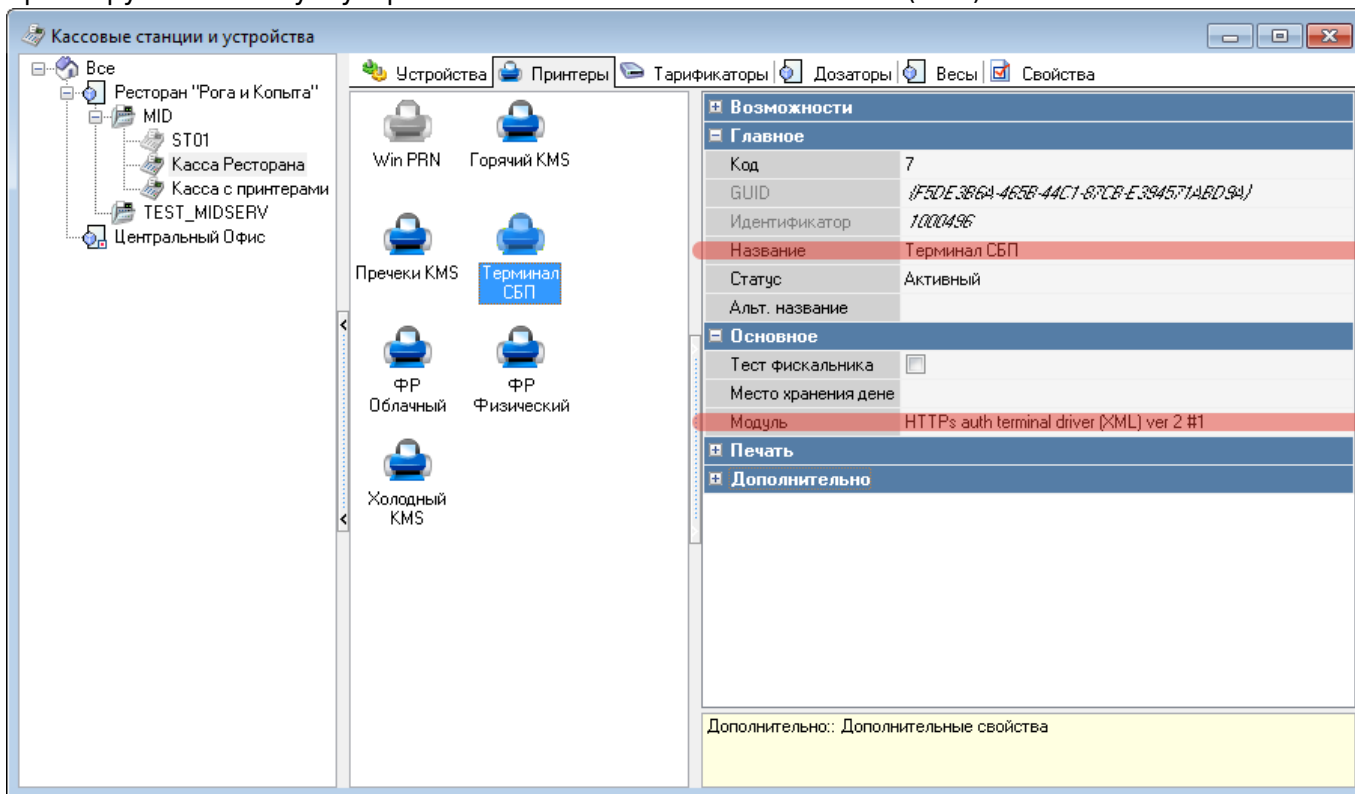 Кассовые станции и устройства
Все
Ресторан "Рога и Копыта"
MID
ST01
Касса Ресторана
Касса с принтерами
TEST_MIDSERV
Центральный Офис
Устройства Принтеры Тарификаторы Дозаторы Весы Свойства
Win PRN Горячий KMS
Пречеки KMS Терминал СБП
ФР Облачный ФР Физический
Холодный KMS
Возможности
Главное
Код 7
GUID {F5DE3B6A-465B-44C1-87CB-E394571ABD9A}
Идентификатор 1000496
Название Терминал СБП
Статус Активный
Альт. название
Основное
Тест фискальника
Место хранения дене
Модуль HTTPs auth terminal driver (XML) ver 2 #1
Печать
Дополнительно
Дополнительно:: Дополнительные свойства